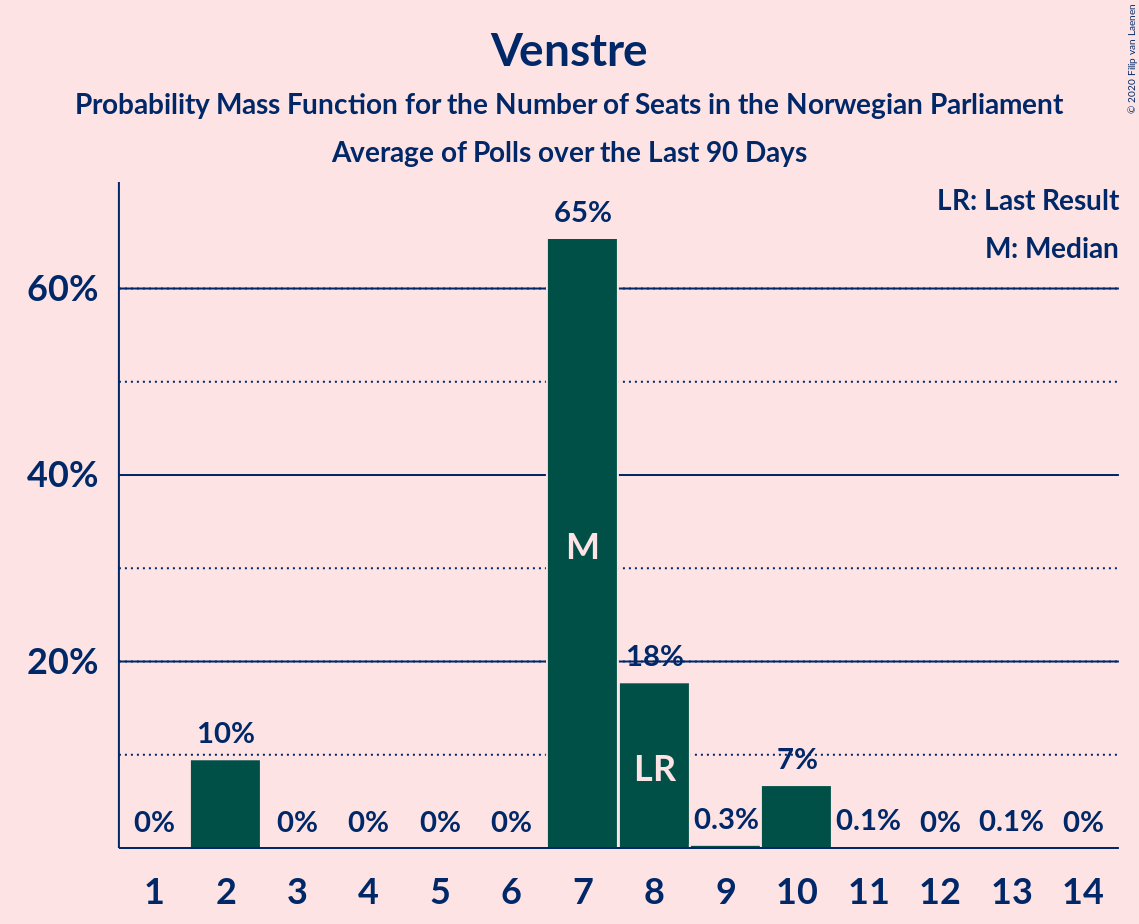 Venstre
Probability Mass Function for the Number of Seats in the Norwegian Parliament
Average of Polls over the Last 90 Days
© 2020 Filip van Laenen
LR: Last Result
M: Median
60%
40%
20%
0%
10%
0%
0%
0%
0%
65%
18%
0.3%
7%
0.1%
0%
0.1%
0%
M
LR
1 2 3 4 5 6 7 8 9 10 11 12 13 14